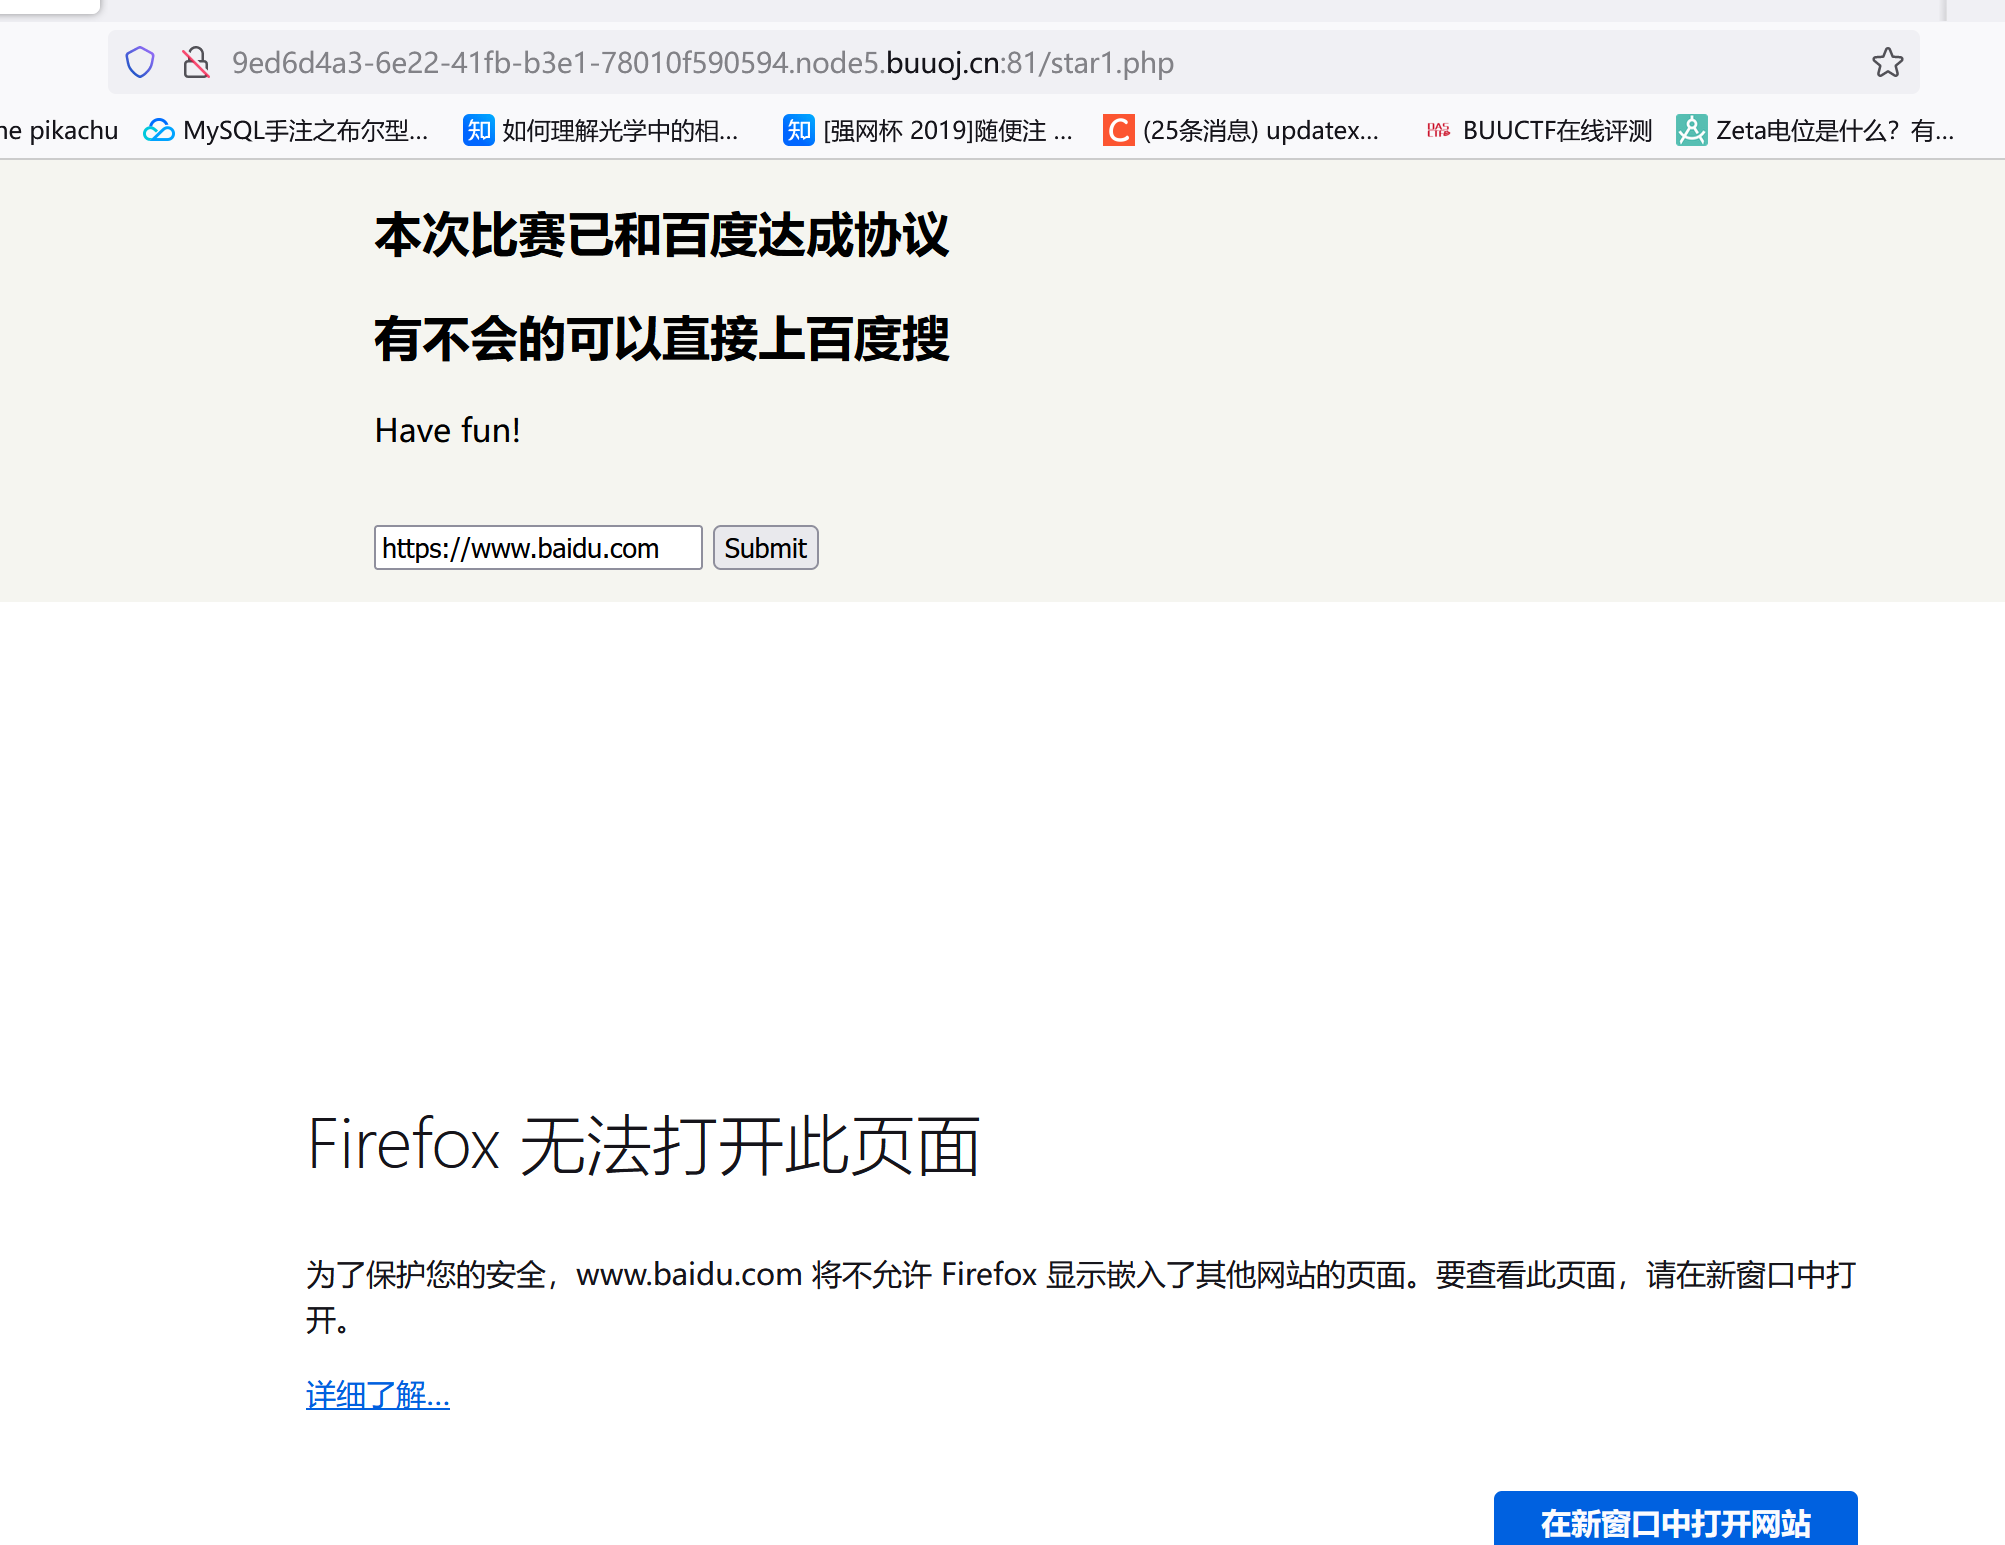 9ed6d4a3-6e22-41fb-b3e1-78010f590594.node5.buuoj.cn:81/star1.php
pikachu MySQL手注之布尔型... 知 如何理解光学中的相... 知 [强网杯 2019]随便注 ... C (25条消息) updatex... BUUCTF在线评测 Zeta电位是什么？有...
本次比赛已和百度达成协议
有不会的可以直接上百度搜
Have fun!
https://www.baidu.com Submit
Firefox 无法打开此页面
为了保护您的安全，www.baidu.com 将不允许 Firefox 显示嵌入了其他网站的页面。要查看此页面，请在新窗口中打
开。
详细了解...
在新窗口中打开网站